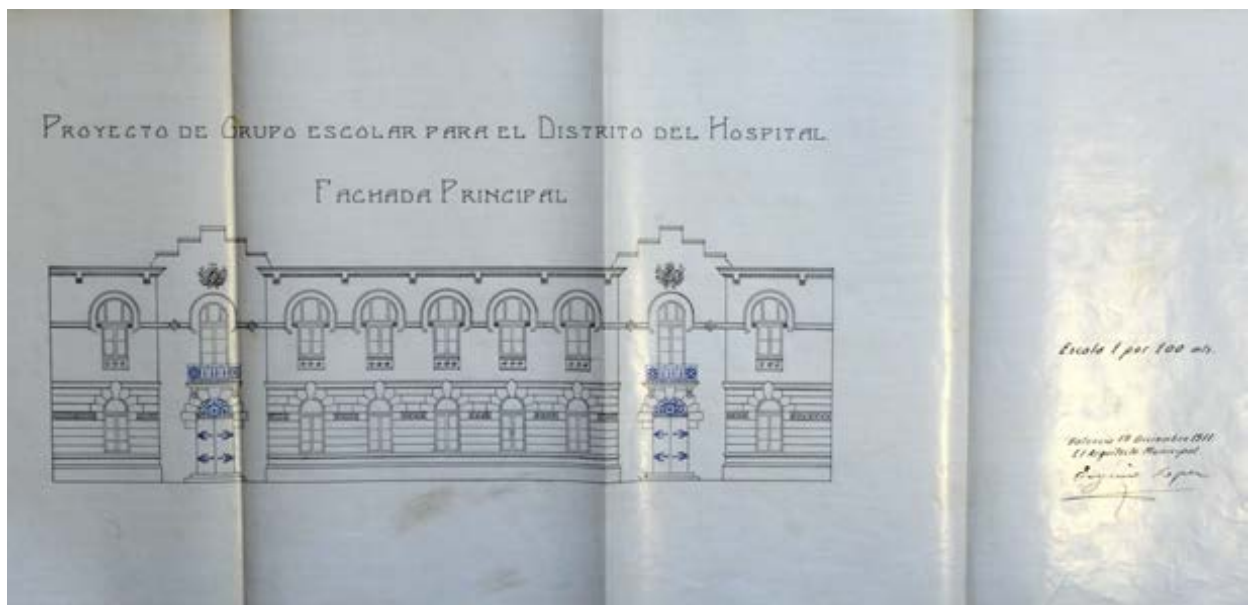 PROYECTO DE GRUPO ESCOLAR PARA EL DISTRITO DEL HOSPITAL
FACHADA PRINCIPAL
Escala 1 por 100 mts.
Valencia 19 Diciembre 1911
El Arquitecto Municipal